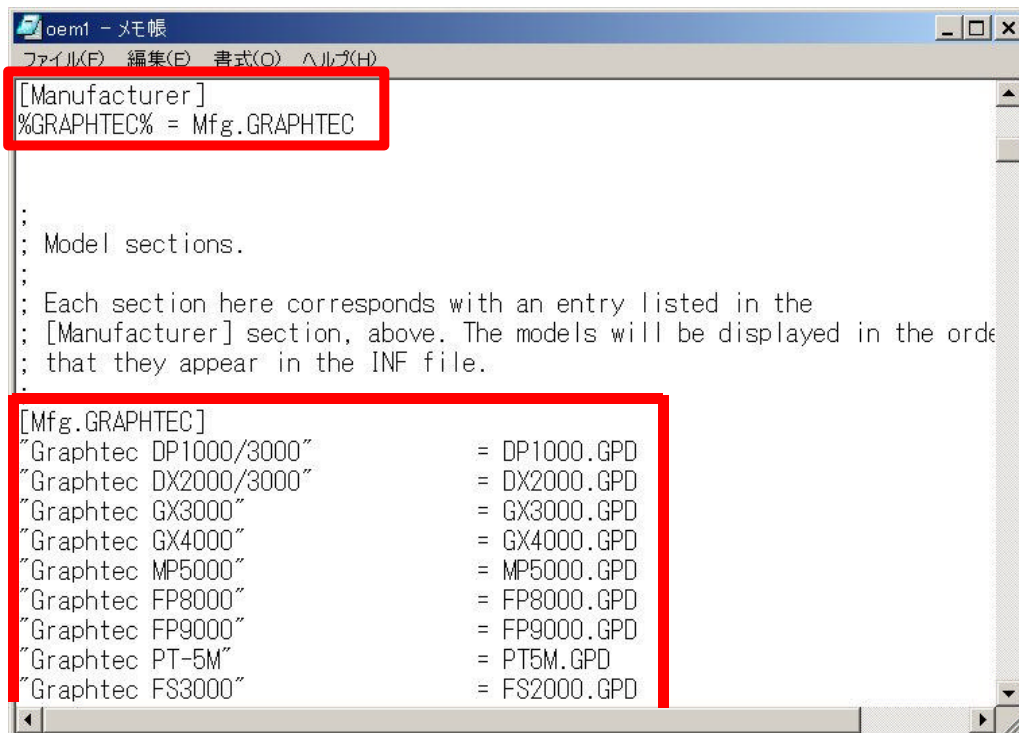 oem1 - メモ帳
ファイル(F) 編集(E) 書式(O) ヘルプ(H)
[Manufacturer]
%GRAPHTEC% = Mfg.GRAPHTEC
;
; Model sections.
;
; Each section here corresponds with an entry listed in the
; [Manufacturer] section, above. The models will be displayed in the orde
; that they appear in the INF file.
;
[Mfg.GRAPHTEC]
"Graphtec DP1000/3000" = DP1000.GPD
"Graphtec DX2000/3000" = DX2000.GPD
"Graphtec GX3000" = GX3000.GPD
"Graphtec GX4000" = GX4000.GPD
"Graphtec MP5000" = MP5000.GPD
"Graphtec FP8000" = FP8000.GPD
"Graphtec FP9000" = FP9000.GPD
"Graphtec PT-5M" = PT5M.GPD
"Graphtec FS3000" = FS2000.GPD